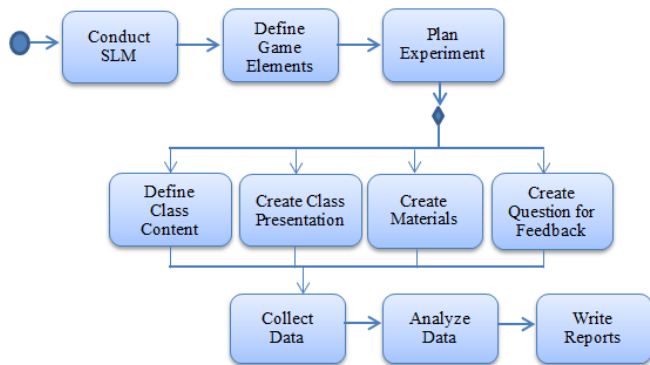 Conduct
SLM
Define
Game
Elements
Plan
Experiment
Define
Class
Content
Create Class
Presentation
Create
Materials
Create
Question for
Feedback
Collect
Data
Analyze
Data
Write
Reports